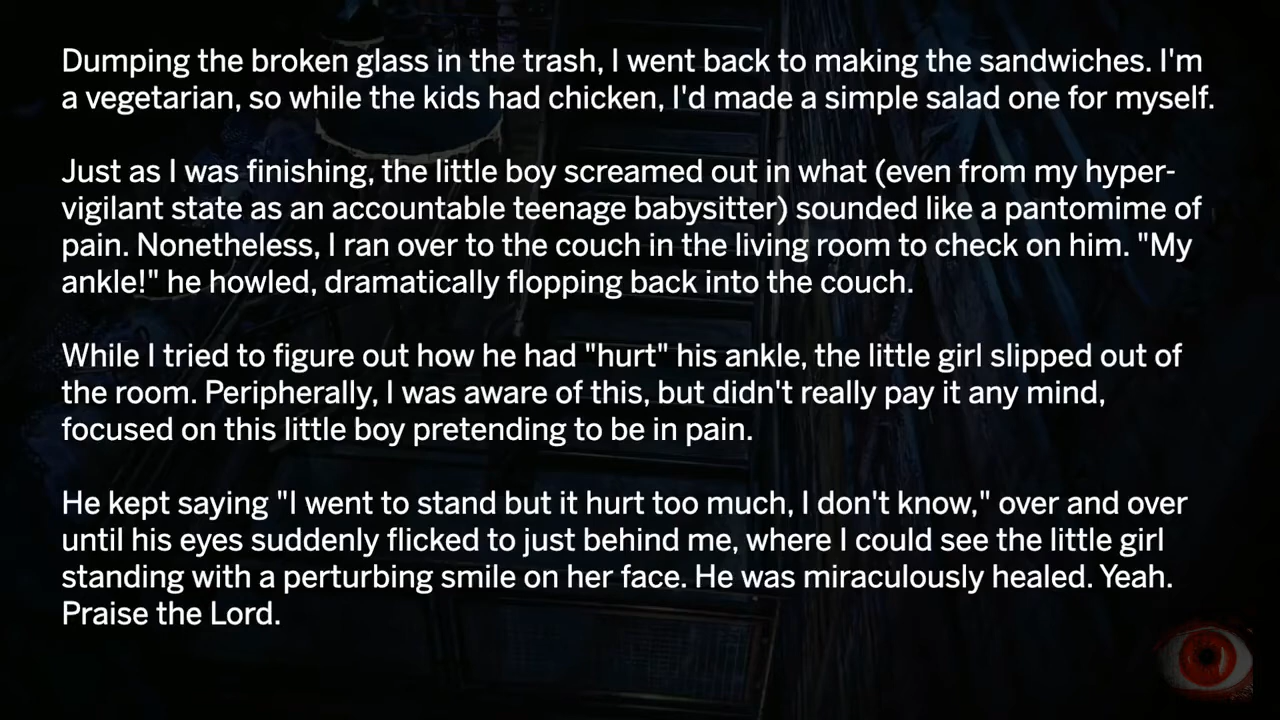 Dumping the broken glass in the trash, I went back to making the sandwiches. I'm
a vegetarian, so while the kids had chicken, I'd made a simple salad one for myself.
Just as I was finishing, the little boy screamed out in what (even from my hyper-
vigilant state as an accountable teenage babysitter) sounded like a pantomime of
pain. Nonetheless, I ran over to the couch in the living room to check on him. "My
ankle!" he howled, dramatically flopping back into the couch.
While I tried to figure out how he had "hurt" his ankle, the little girl slipped out of
the room. Peripherally, I was aware of this, but didn't really pay it any mind,
focused on this little boy pretending to be in pain.
He kept saying "I went to stand but it hurt too much, I don't know," over and over
until his eyes suddenly flicked to just behind me, where I could see the little girl
standing with a perturbing smile on her face. He was miraculously healed. Yeah.
Praise the Lord.